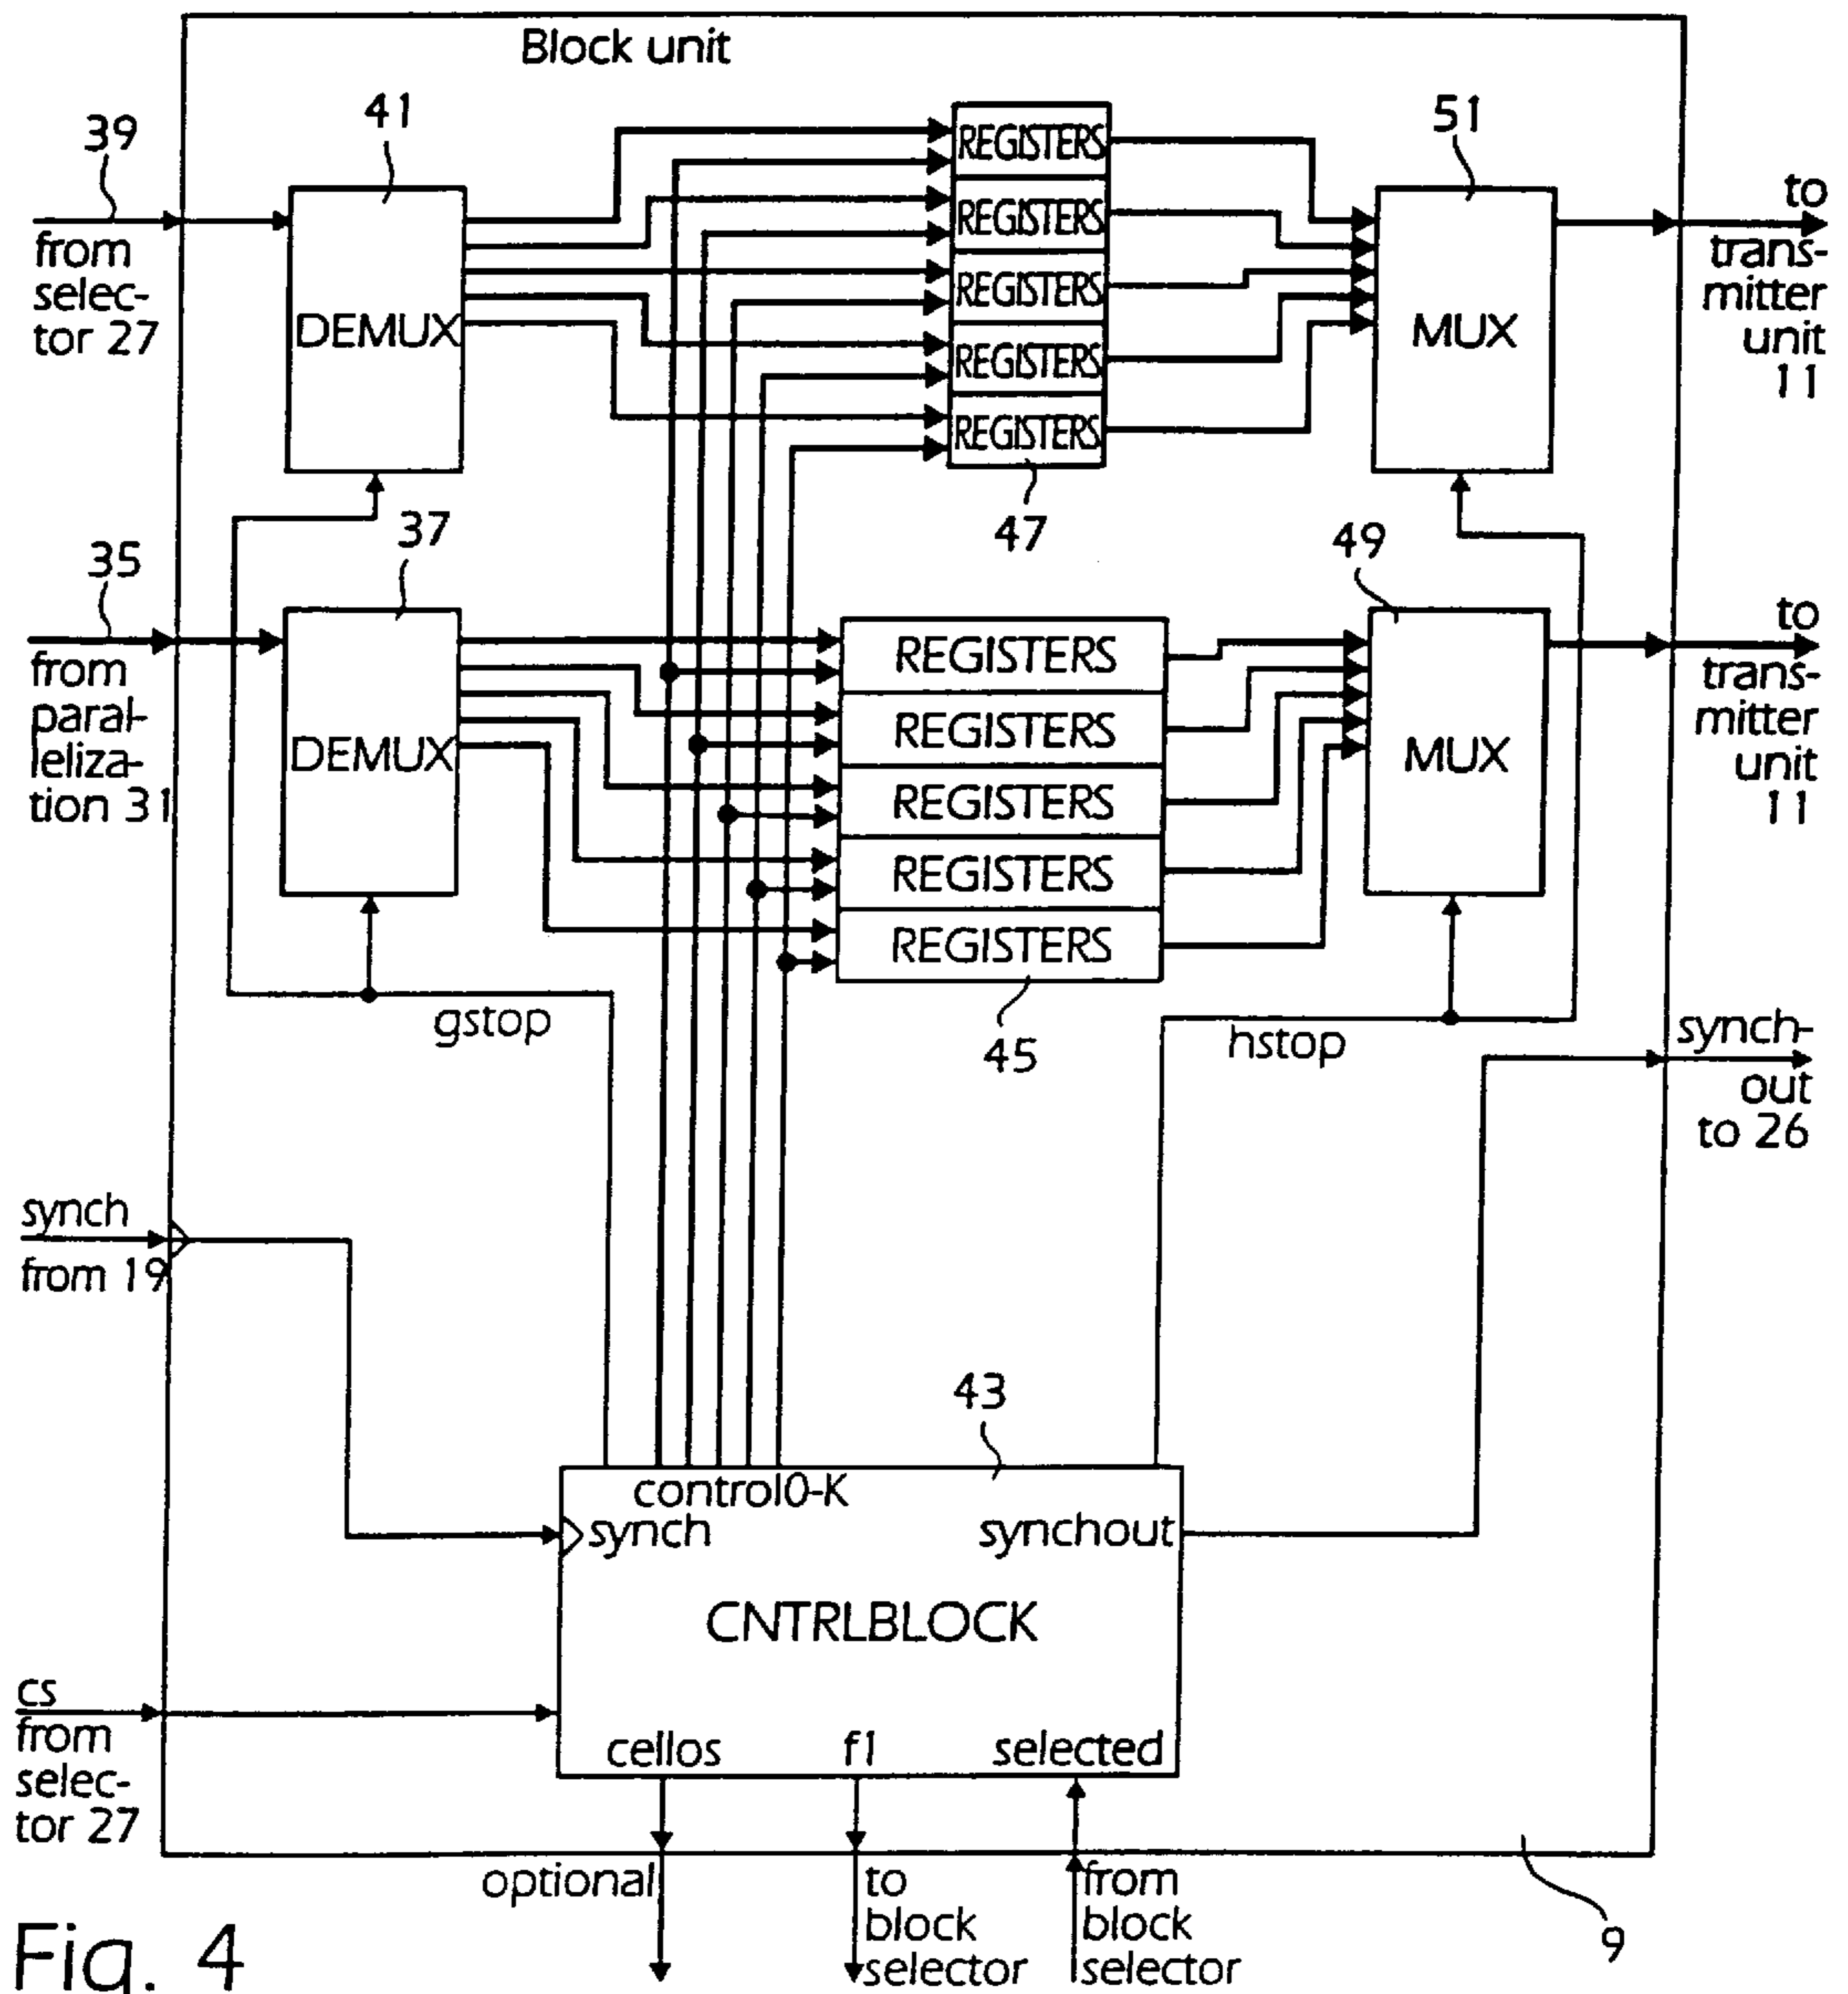 Block unit
39
41
51
from
selec-
tor 27
DEMUX
REGISTERS
REGISTERS
REGISTERS
REGISTERS
REGISTERS
47
MUX
to
trans-
mitter
unit
11
35
37
49
from
paral-
leliza-
tion 31
DEMUX
REGISTERS
REGISTERS
REGISTERS
REGISTERS
REGISTERS
45
MUX
to
trans-
mitter
unit
11
gstop
hstop
synch-
out
to 26
synch
from 19
43
control0-K
synch
synchout
CNTRLBLOCK
cs
from
selec-
tor 27
cellos
f1
selected
optional
to
block
selector
from
block
selector
9
Fig. 4